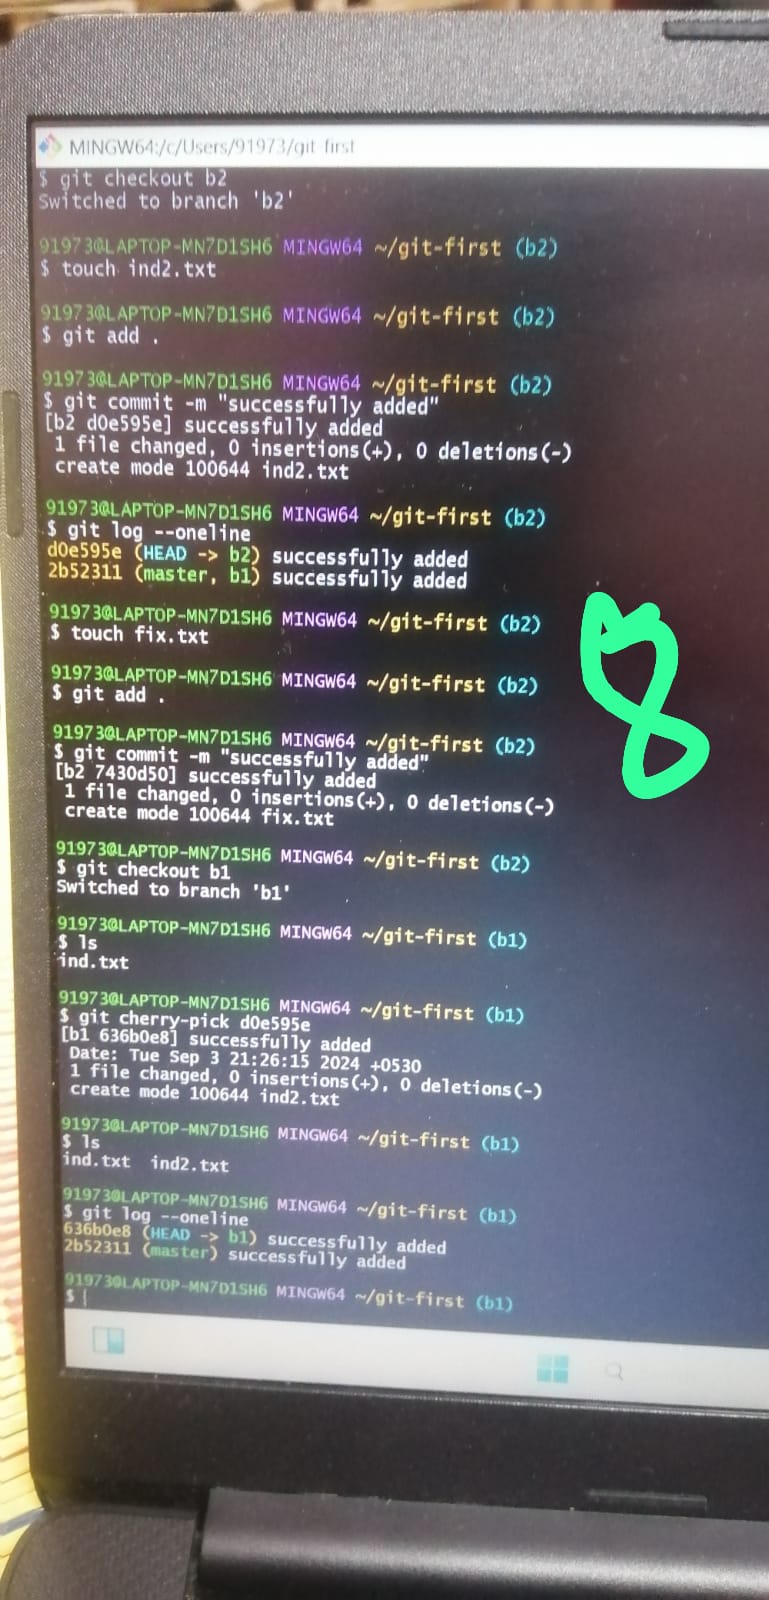 MINGW64:/c/Users/91973/git-first
$ git checkout b2
Switched to branch 'b2'
91973@LAPTOP-MN7D1SH6 MINGW64 ~/git-first (b2)
$ touch ind2.txt
91973@LAPTOP-MN7D1SH6 MINGW64 ~/git-first (b2)
$ git add .
91973@LAPTOP-MN7D1SH6 MINGW64 ~/git-first (b2)
$ git commit -m "successfully added"
[b2 d0e595e] successfully added
1 file changed, 0 insertions(+), 0 deletions(-)
create mode 100644 ind2.txt
91973@LAPTOP-MN7D1SH6 MINGW64 ~/git-first (b2)
$ git log --oneline
d0e595e (HEAD -> b2) successfully added
2b52311 (master, b1) successfully added
91973@LAPTOP-MN7D1SH6 MINGW64 ~/git-first (b2)
$ touch fix.txt
91973@LAPTOP-MN7D1SH6 MINGW64 ~/git-first (b2)
$ git add .
91973@LAPTOP-MN7D1SH6 MINGW64 ~/git-first (b2)
$ git commit -m "successfully added"
[b2 7430d50] successfully added
1 file changed, 0 insertions(+), 0 deletions(-)
create mode 100644 fix.txt
8
91973@LAPTOP-MN7D1SH6 MINGW64 ~/git-first (b2)
$ git checkout b1
Switched to branch 'b1'
91973@LAPTOP-MN7D1SH6 MINGW64 ~/git-first (b1)
$ ls
ind.txt
91973@LAPTOP-MN7D1SH6 MINGW64 ~/git-first (b1)
$ git cherry-pick d0e595e
[b1 636b0e8] successfully added
Date: Tue Sep 3 21:26:15 2024 +0530
1 file changed, 0 insertions(+), 0 deletions(-)
create mode 100644 ind2.txt
91973@LAPTOP-MN7D1SH6 MINGW64 ~/git-first (b1)
$ ls
ind.txt ind2.txt
91973@LAPTOP-MN7D1SH6 MINGW64 ~/git-first (b1)
$ git log --oneline
636b0e8 (HEAD -> b1) successfully added
2b52311 (master) successfully added
91973@LAPTOP-MN7D1SH6 MINGW64 ~/git-first (b1)
$